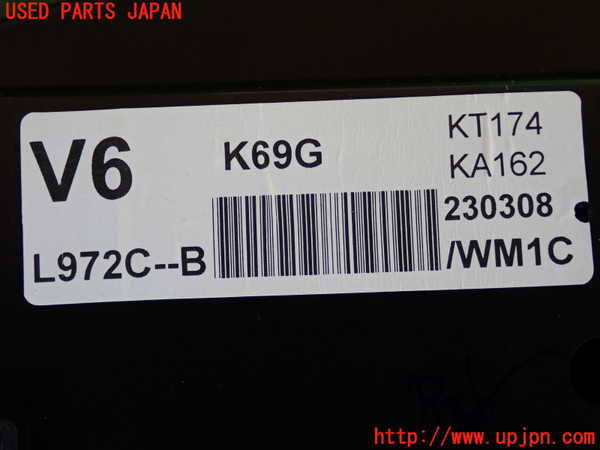 USED PARTS JAPAN
V6
K69G
KT174
KA162
230308
L972C--B
/WM1C
http://www.upjpn.com/